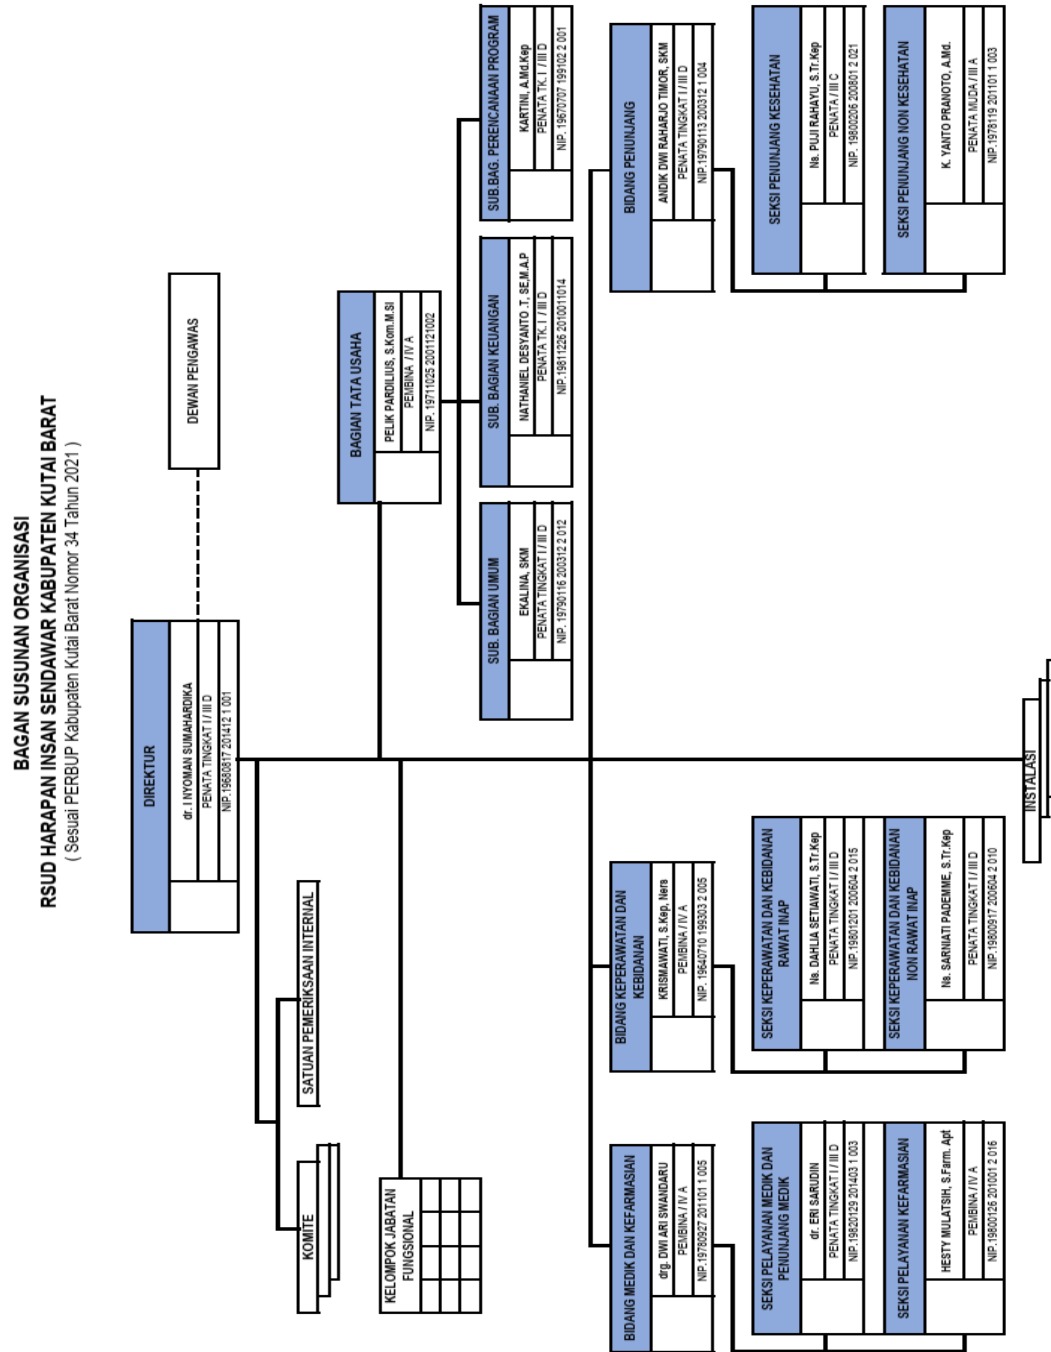 BAGAN SUSUNAN ORGANISASI
RSUD HARAPAN INSAN SENDAWAR KABUPATEN KUTAI BARAT
( Sesuai PERBUP Kabupaten Kutai Barat Nomor 34 Tahun 2021 )
DIREKTUR
dr. I NYOMAN SUMAHARDIKA
PENATA TINGKAT I / III D
NIP.19680817 201412 1 001
DEWAN PENGAWAS
KOMITE
SATUAN PEMERIKSAAN INTERNAL
KELOMPOK JABATAN
FUNGSIONAL
BAGIAN TATA USAHA
PELIK PARDILIUS, S.Kom.M.SI
PEMBINA / IV A
NIP. 19711025 2001121002
SUB. BAGIAN UMUM
EKALINA, SKM
PENATA TINGKAT I / III D
NIP. 19790116 200312 2 012
SUB. BAGIAN KEUANGAN
NATHANIEL DESYANTO .T, SE,M.A.P
PENATA TK. I / III D
NIP.19811226 2010011014
SUB.BAG. PERENCANAAN PROGRAM
KARTINI, A.Md.Kep
PENATA TK. I / III D
NIP. 19670707 199102 2 001
BIDANG MEDIK DAN KEFARMASIAN
drg. DWI ARI SWANDARU
PEMBINA / IV A
NIP.19780927 201101 1 005
BIDANG KEPERAWATAN DAN
KEBIDANAN
KRISMAWATI, S.Kep, Ners
PEMBINA / IV A
NIP. 19640710 199303 2 005
BIDANG PENUNJANG
ANDIK DWI RAHARJO TIMOR, SKM
PENATA TINGKAT I / III D
NIP.19790113 200312 1 004
SEKSI PELAYANAN MEDIK DAN
PENUNJANG MEDIK
dr. ERI SARUDIN
PENATA TINGKAT I / III D
NIP.19820129 201403 1 003
SEKSI PELAYANAN KEFARMASIAN
HESTY MULATSIH, S.Farm. Apt
PEMBINA / IV A
NIP.19800126 201001 2 016
SEKSI KEPERAWATAN DAN KEBIDANAN
RAWAT INAP
Ns. DAHLIA SETIAWATI, S.Tr.Kep
PENATA TINGKAT I / III D
NIP.19801201 200604 2 015
SEKSI KEPERAWATAN DAN KEBIDANAN
NON RAWAT INAP
Ns. SARNIATI PADEMME, S.Tr.Kep
PENATA TINGKAT I / III D
NIP.19800917 200604 2 010
SEKSI PENUNJANG KESEHATAN
Ns. PUJI RAHAYU, S.Tr.Kep
PENATA / III C
NIP. 19800206 200801 2 021
SEKSI PENUNJANG NON KESEHATAN
K. YANTO PRANOTO, A.Md.
PENATA MUDA / III A
NIP.1978119 201101 1 003
INSTALASI